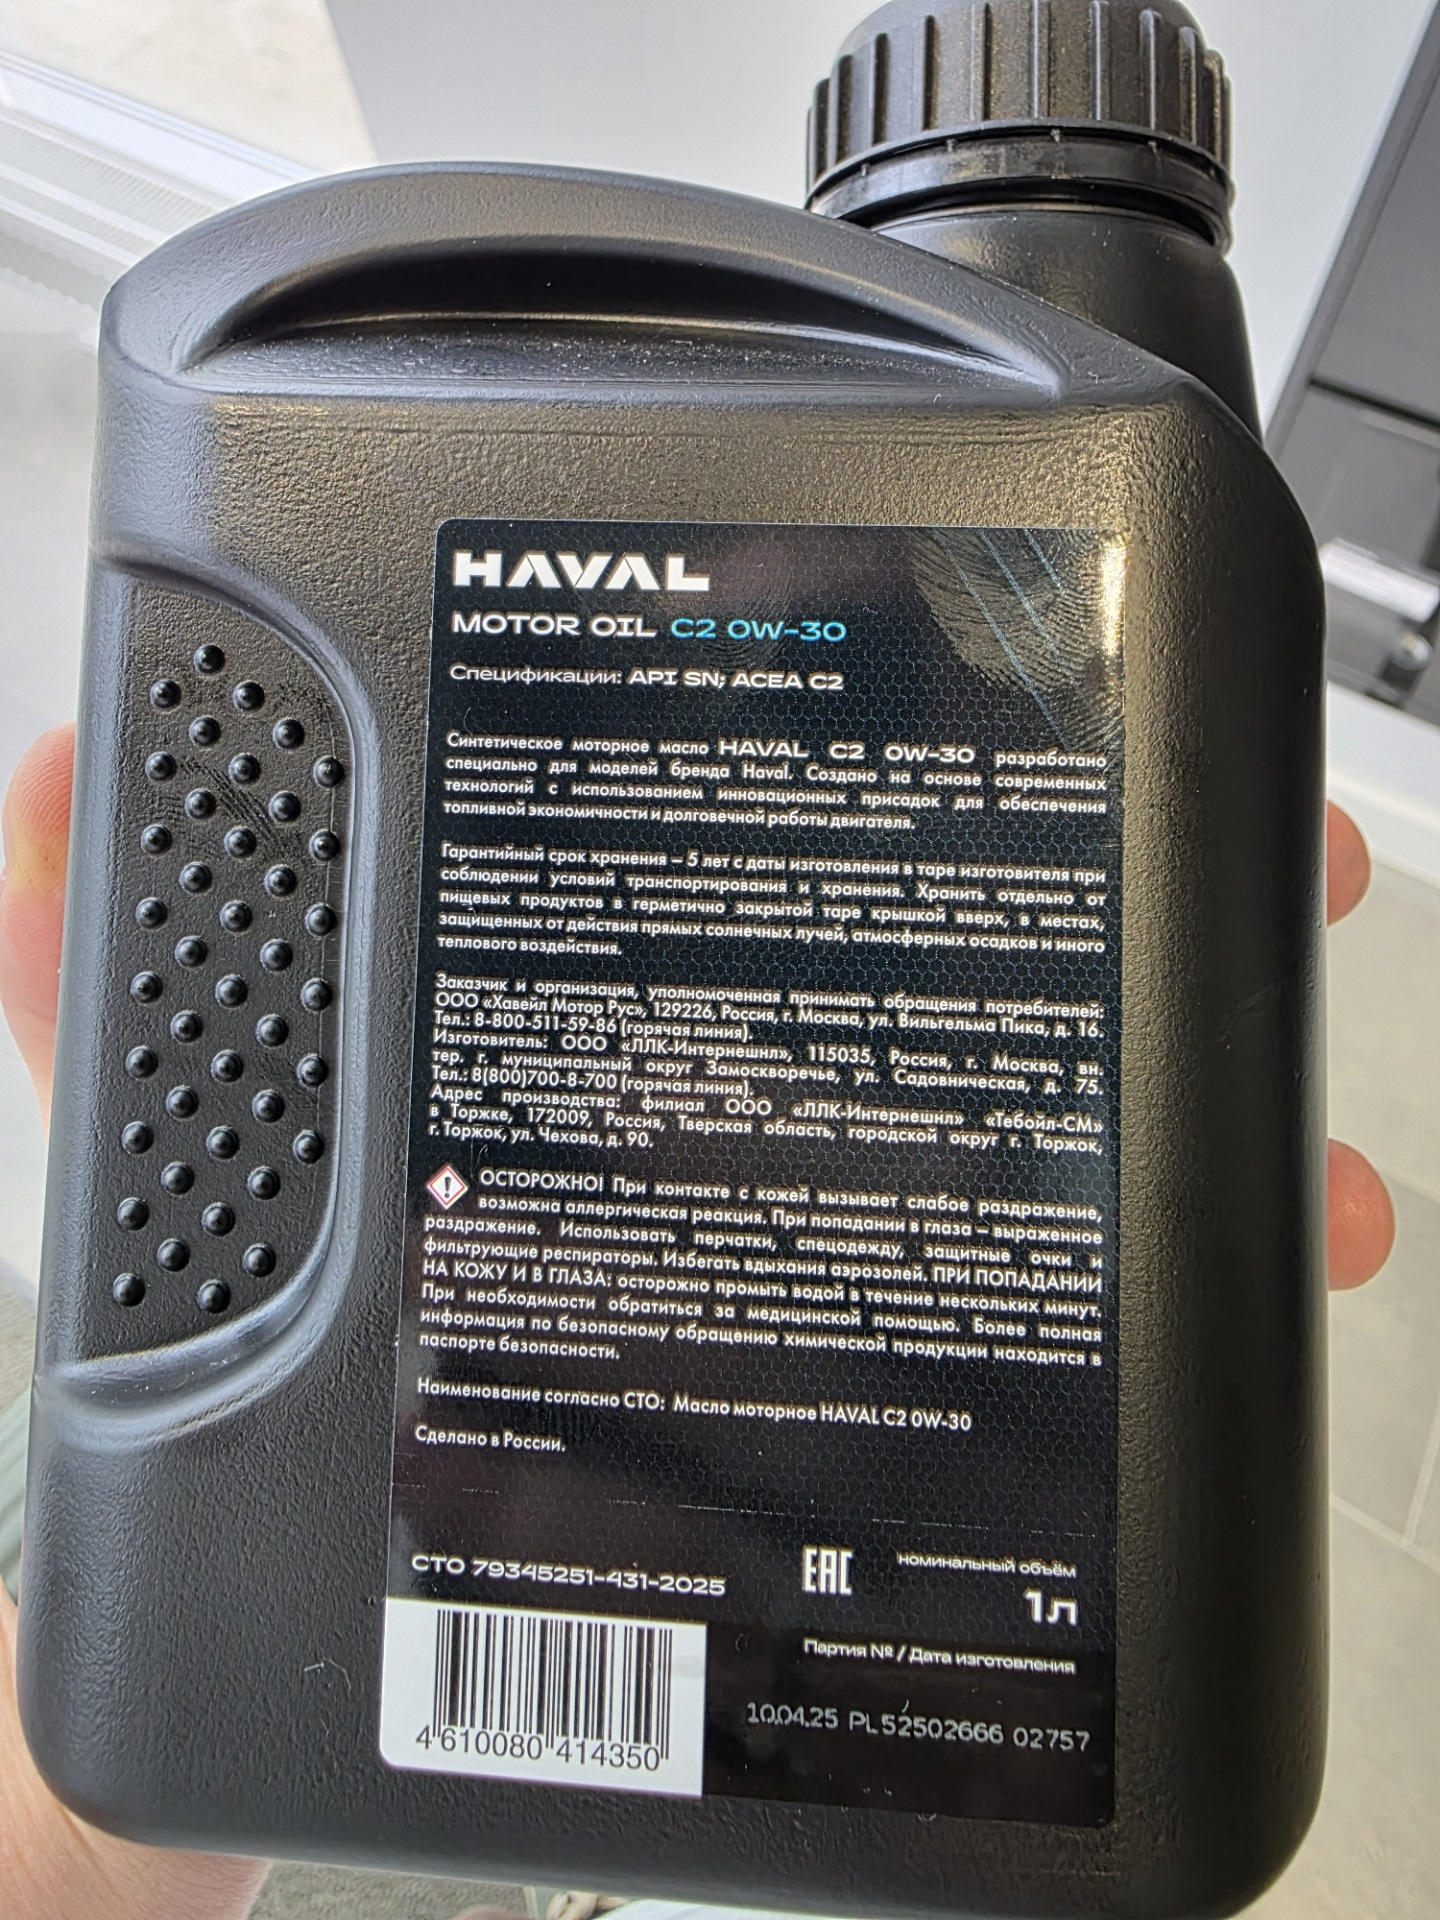 HAVAL
MOTOR OIL C2 0W-30
Спецификации: API SN; ACEA C2
Синтетическое моторное масло HAVAL C2 0W-30 разработано
специально для моделей бренда Haval. Создано на основе современных
технологий с использованием инновационных присадок для обеспечения
топливной экономичности и долговечной работы двигателя.
Гарантийный срок хранения – 5 лет с даты изготовления в таре изготовителя при
соблюдении условий транспортирования и хранения. Хранить отдельно от
пищевых продуктов в герметично закрытой таре крышкой вверх, в местах,
защищенных от действия прямых солнечных лучей, атмосферных осадков и иного
теплового воздействия.
Заказчик и организация, уполномоченная принимать обращения потребителей:
ООО «Хавейл Мотор Рус», 129226, Россия, г. Москва, ул. Вильгельма Пика, д. 16.
Тел.: 8-800-511-59-86 (горячая линия).
Изготовитель: ООО «ЛЛК-Интернешнл», 115035, Россия, г. Москва, вн.
тер. г. муниципальный округ Замоскворечье, ул. Садовническая, д. 75.
Тел.: 8(800)700-8-700 (горячая линия).
Адрес производства: филиал ООО «ЛЛК-Интернешнл» «Тебойл-СМ»
в Торжке, 172009, Россия, Тверская область, городской округ г. Торжок,
г. Торжок, ул. Чехова, д. 90.
ОСТОРОЖНО! При контакте с кожей вызывает слабое раздражение,
возможна аллергическая реакция. При попадании в глаза – выраженное
раздражение. Использовать перчатки, спецодежду, защитные очки и
фильтрующие респираторы. Избегать вдыхания аэрозолей. ПРИ ПОПАДАНИИ
НА КОЖУ И В ГЛАЗА: осторожно промыть водой в течение нескольких минут.
При необходимости обратиться за медицинской помощью. Более полная
информация по безопасному обращению химической продукции находится в
паспорте безопасности.
Наименование согласно СТО: Масло моторное HAVAL C2 0W-30
Сделано в России.
СТО 79345251-431-2025
EAC
номинальный объём
1л
Партия № / Дата изготовления
10.04.25 PL52502666 02757
4 610080 414350